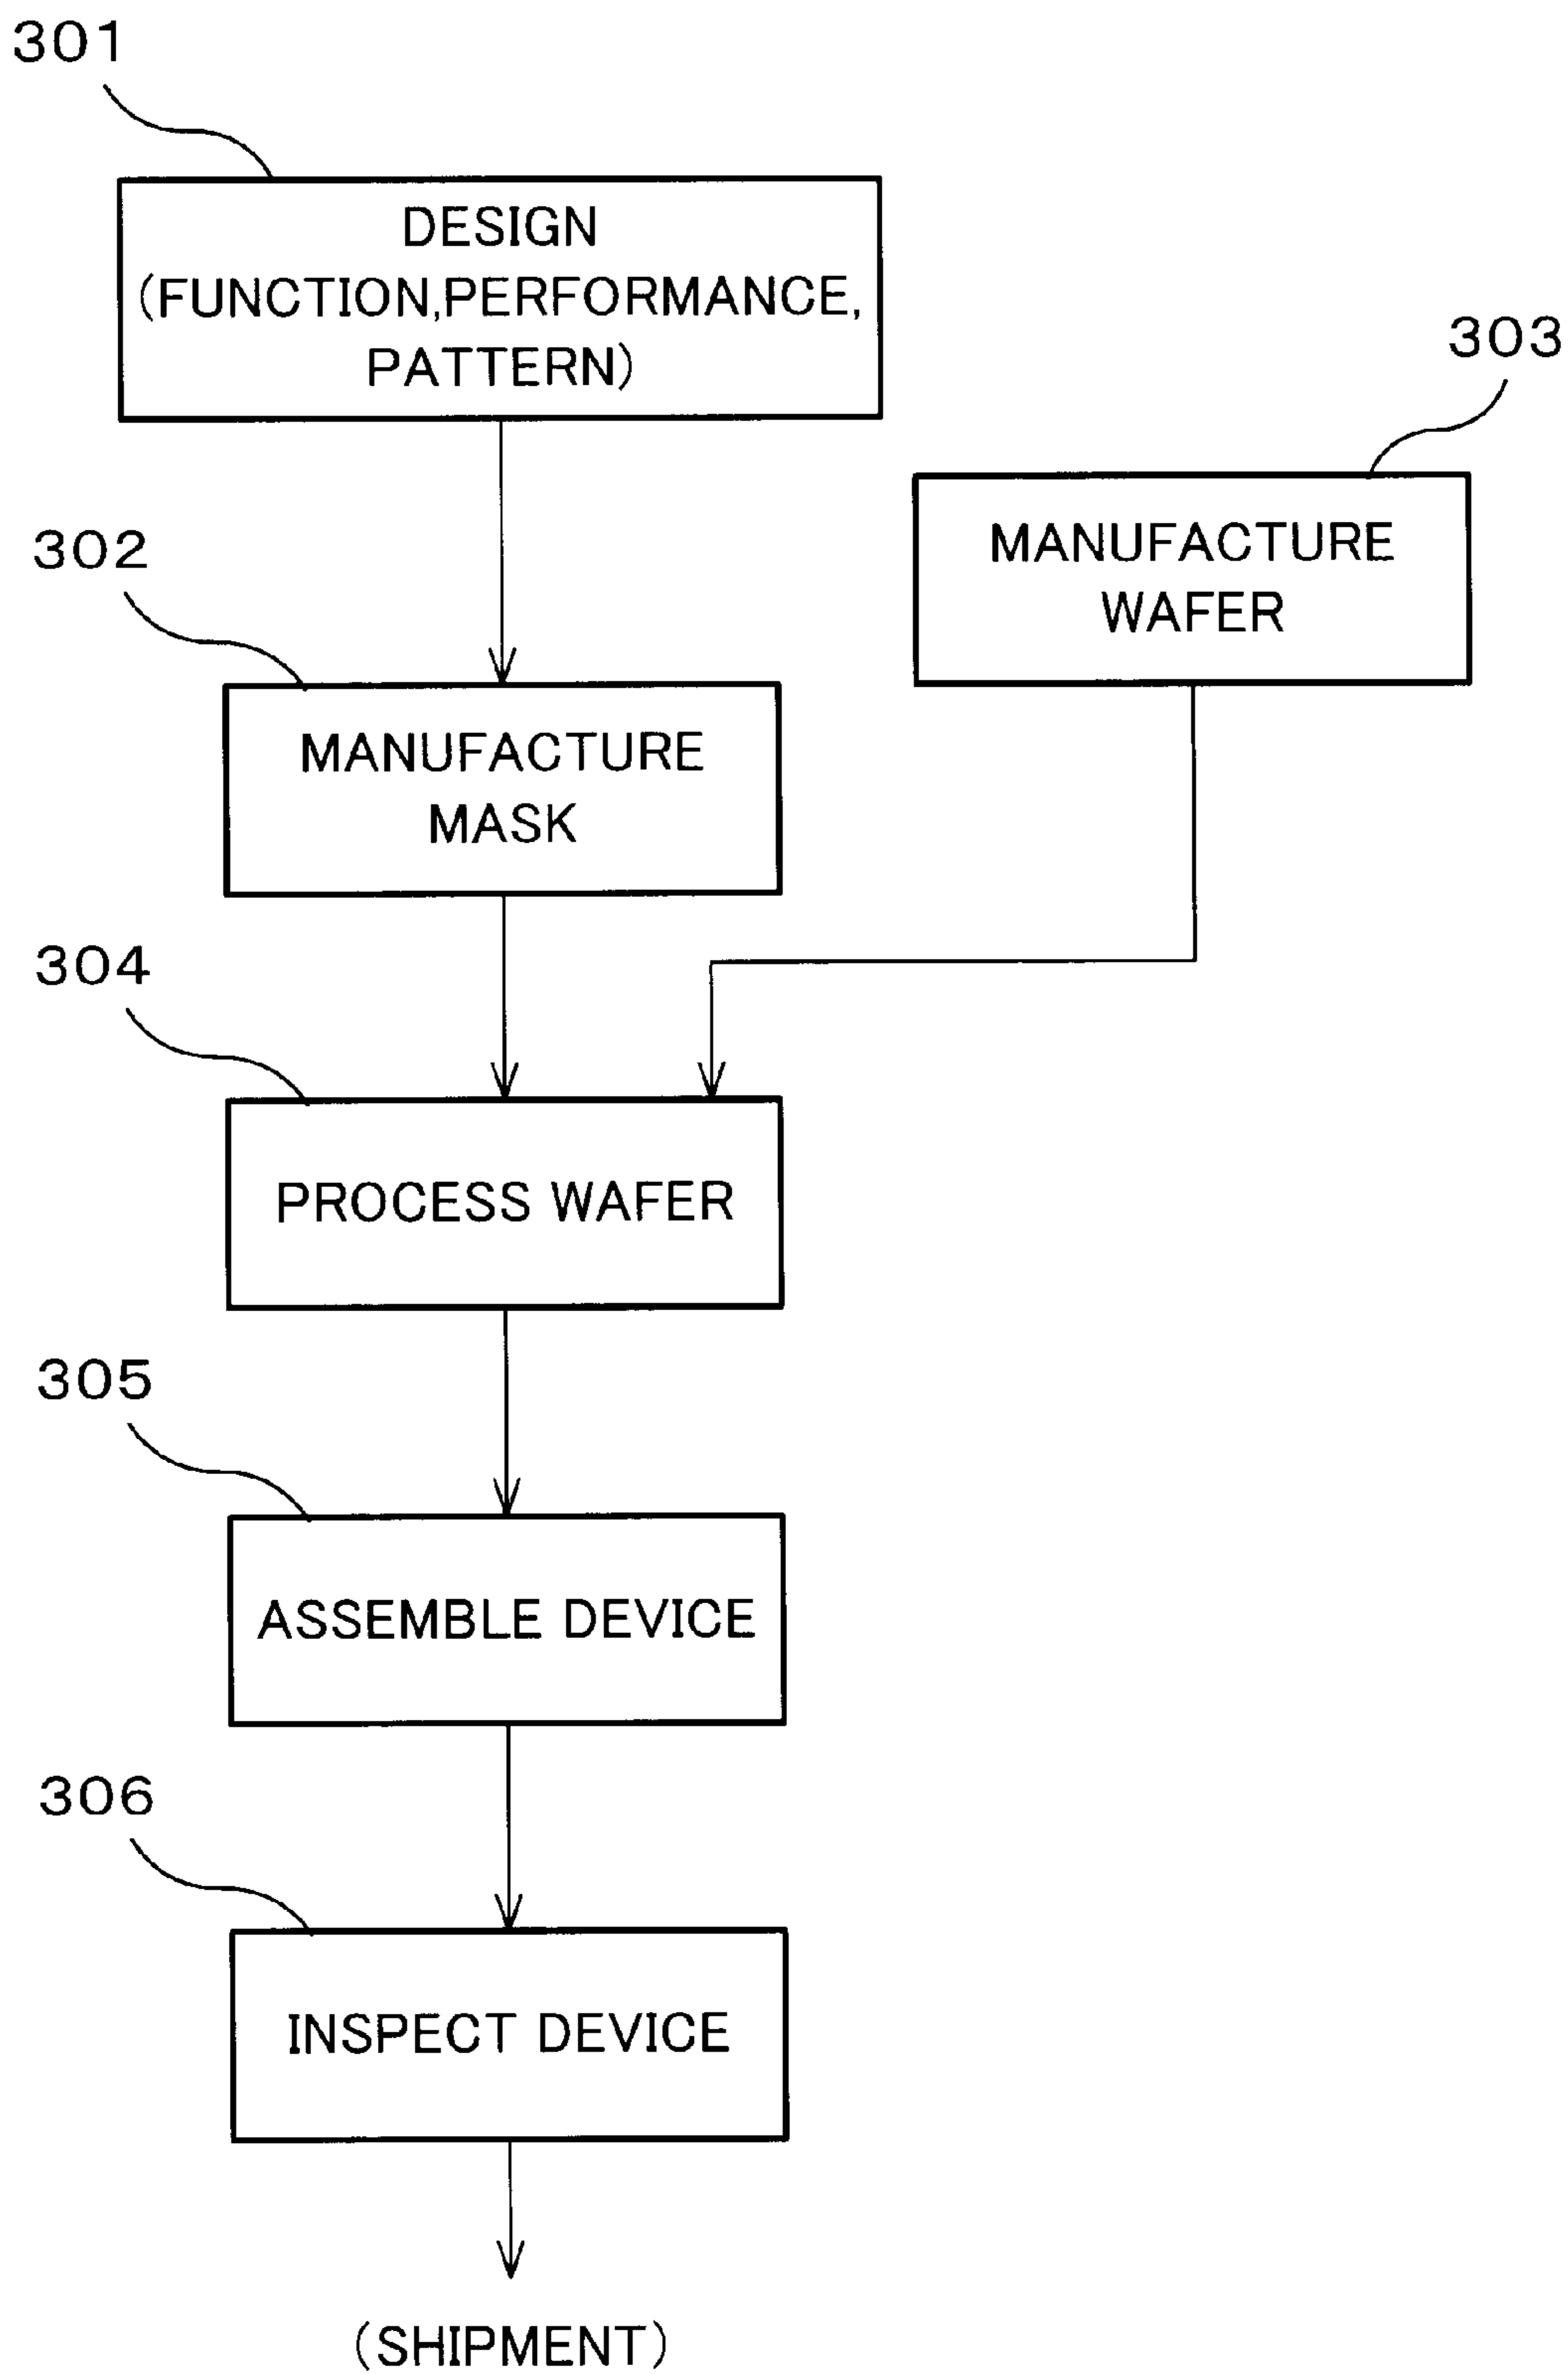 301
DESIGN
(FUNCTION,PERFORMANCE,
PATTERN)
303
MANUFACTURE
WAFER
302
MANUFACTURE
MASK
304
PROCESS WAFER
305
ASSEMBLE DEVICE
306
INSPECT DEVICE
(SHIPMENT)